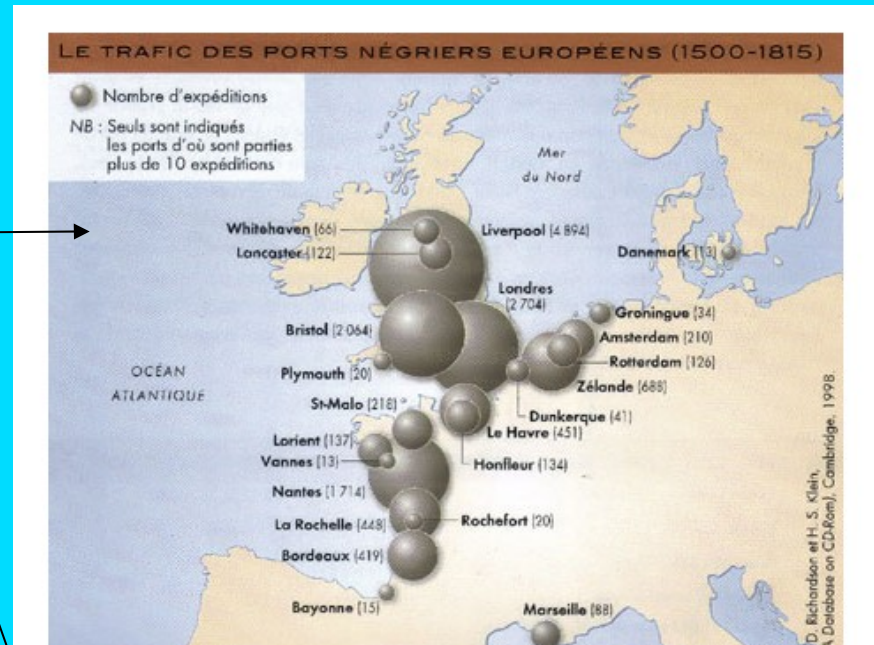 LE TRAFIC DES PORTS NÉGRIERS EUROPÉENS (1500-1815)
Nombre d'expéditions
NB : Seuls sont indiqués
les ports d'où sont parties
plus de 10 expéditions
Mer
du Nord
Whitehaven (66)
Liverpool (4 894)
Lancaster (122)
Danemark (13)
Londres
(2 704)
Groningue (34)
Bristol (2 064)
Amsterdam (210)
Rotterdam (126)
OCÉAN
ATLANTIQUE
Plymouth (20)
Zélande (688)
St-Malo (218)
Dunkerque (41)
Le Havre (451)
Lorient (137)
Vannes (13)
Honfleur (134)
Nantes (1 714)
La Rochelle (448)
Rochefort (20)
Bordeaux (419)
Bayonne (15)
Marseille (88)
D. Richardson et H. S. Klein,
A Database on CD-Rom), Cambridge, 1998.